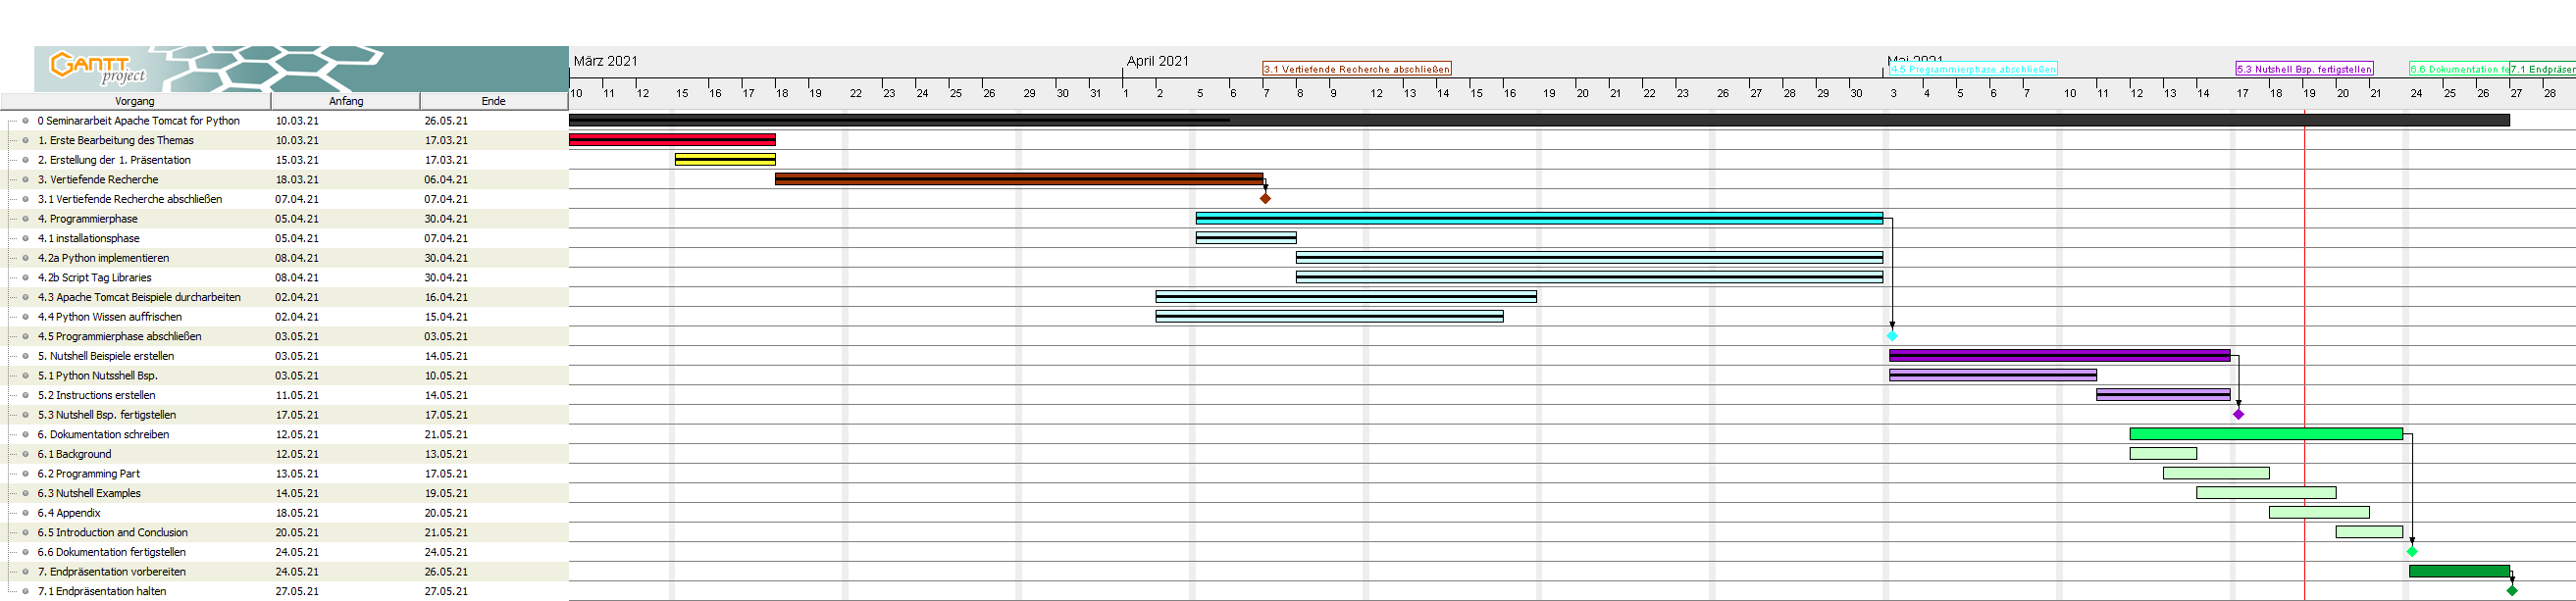 März 2021 April 2021 Mai 2021
GANTT project
3.1 Vertiefende Recherche abschließen 4.5 Programmierphase abschließen 5.3 Nutshell Bsp. fertigstellen 6.6 Dokumentation fe 7.1 Endpräsen
Vorgang Anfang Ende
10 11 12 15 16 17 18 19 22 23 24 25 26 29 30 31 1 2 5 6 7 8 9 12 13 14 15 16 19 20 21 22 23 26 27 28 29 30 3 4 5 6 7 10 11 12 13 14 17 18 19 20 21 24 25 26 27 28
0 Seminararbeit Apache Tomcat for Python 10.03.21 26.05.21
1. Erste Bearbeitung des Themas 10.03.21 17.03.21
2. Erstellung der 1. Präsentation 15.03.21 17.03.21
3. Vertiefende Recherche 18.03.21 06.04.21
3.1 Vertiefende Recherche abschließen 07.04.21 07.04.21
4. Programmierphase 05.04.21 30.04.21
4.1 installationsphase 05.04.21 07.04.21
4.2a Python implementieren 08.04.21 30.04.21
4.2b Script Tag Libraries 08.04.21 30.04.21
4.3 Apache Tomcat Beispiele durcharbeiten 02.04.21 16.04.21
4.4 Python Wissen auffrischen 02.04.21 15.04.21
4.5 Programmierphase abschließen 03.05.21 03.05.21
5. Nutshell Beispiele erstellen 03.05.21 14.05.21
5.1 Python Nutsshell Bsp. 03.05.21 10.05.21
5.2 Instructions erstellen 11.05.21 14.05.21
5.3 Nutshell Bsp. fertigstellen 17.05.21 17.05.21
6. Dokumentation schreiben 12.05.21 21.05.21
6.1 Background 12.05.21 13.05.21
6.2 Programming Part 13.05.21 17.05.21
6.3 Nutshell Examples 14.05.21 19.05.21
6.4 Appendix 18.05.21 20.05.21
6.5 Introduction and Conclusion 20.05.21 21.05.21
6.6 Dokumentation fertigstellen 24.05.21 24.05.21
7. Endpräsentation vorbereiten 24.05.21 26.05.21
7.1 Endpräsentation halten 27.05.21 27.05.21